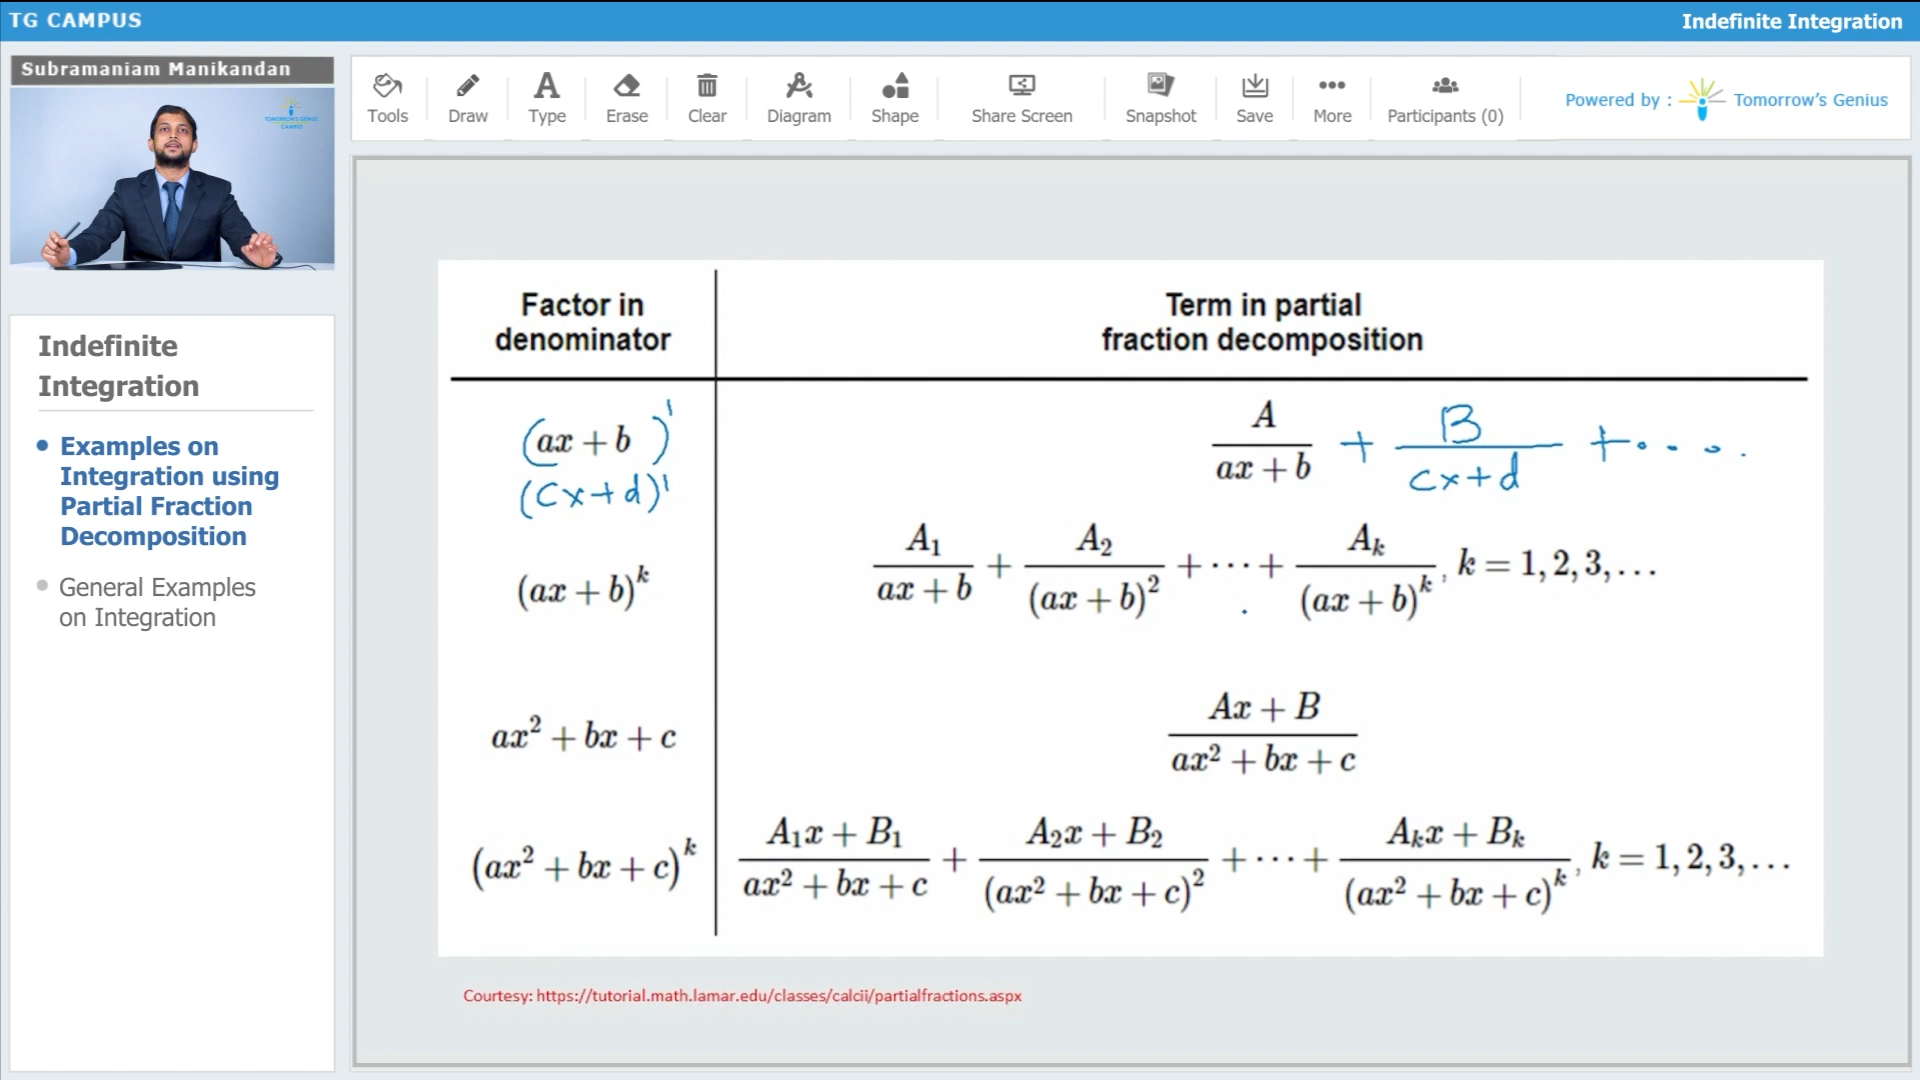 TG CAMPUS
Indefinite Integration
Subramaniam Manikandan
TOMORROW'S GENIUS
CAMPUS
Tools
Draw
Type
Erase
Clear
Diagram
Shape
Share Screen
Snapshot
Save
More
Participants (0)
Powered by : Tomorrow's Genius
Indefinite
Integration
Examples on
Integration using
Partial Fraction
Decomposition
General Examples
on Integration
Factor in
denominator
Term in partial
fraction decomposition
(ax + b)¹
(cx+d)¹
A/(ax + b) + B/(cx+d) + ....
(ax + b)^k
A₁/(ax + b) + A₂/(ax + b)² + ⋯ + A_k/(ax + b)^k, k = 1, 2, 3, …
ax² + bx + c
(Ax + B)/(ax² + bx + c)
(ax² + bx + c)^k
(A₁x + B₁)/(ax² + bx + c) + (A₂x + B₂)/(ax² + bx + c)² + ⋯ + (A_kx + B_k)/(ax² + bx + c)^k, k = 1, 2, 3, …
Courtesy: https://tutorial.math.lamar.edu/classes/calcii/partialfractions.aspx